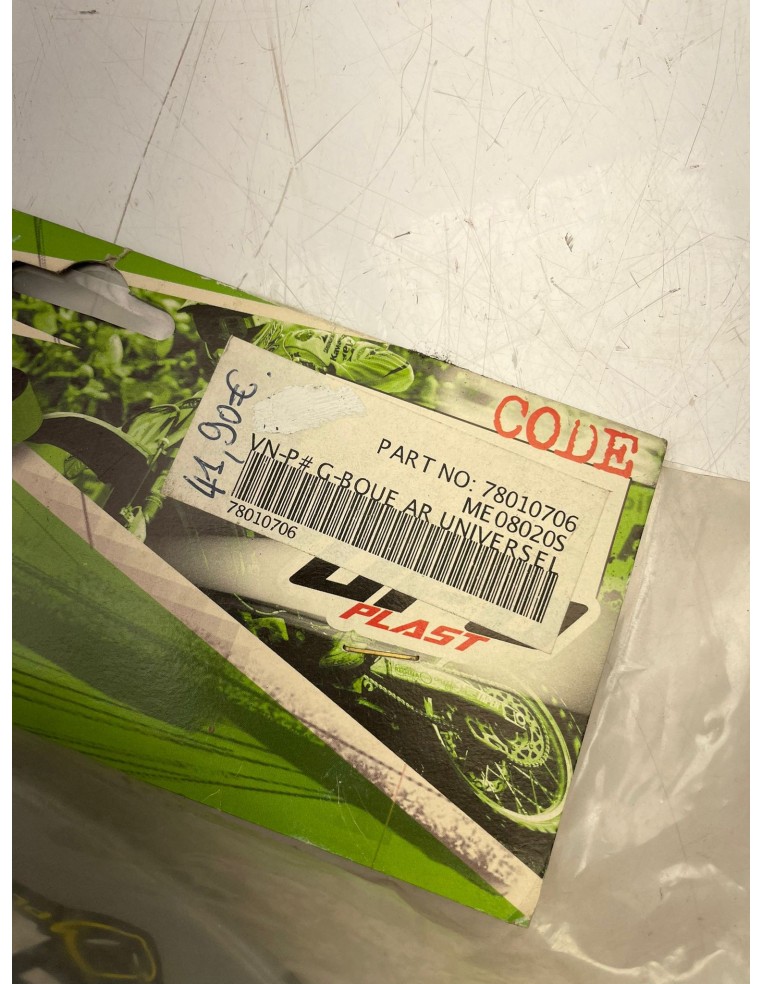 CODE
41,90€
PART NO: 78010706
ME08020S
VN-P# G-BOUE AR UNIVERSEL
78010706
PLAST